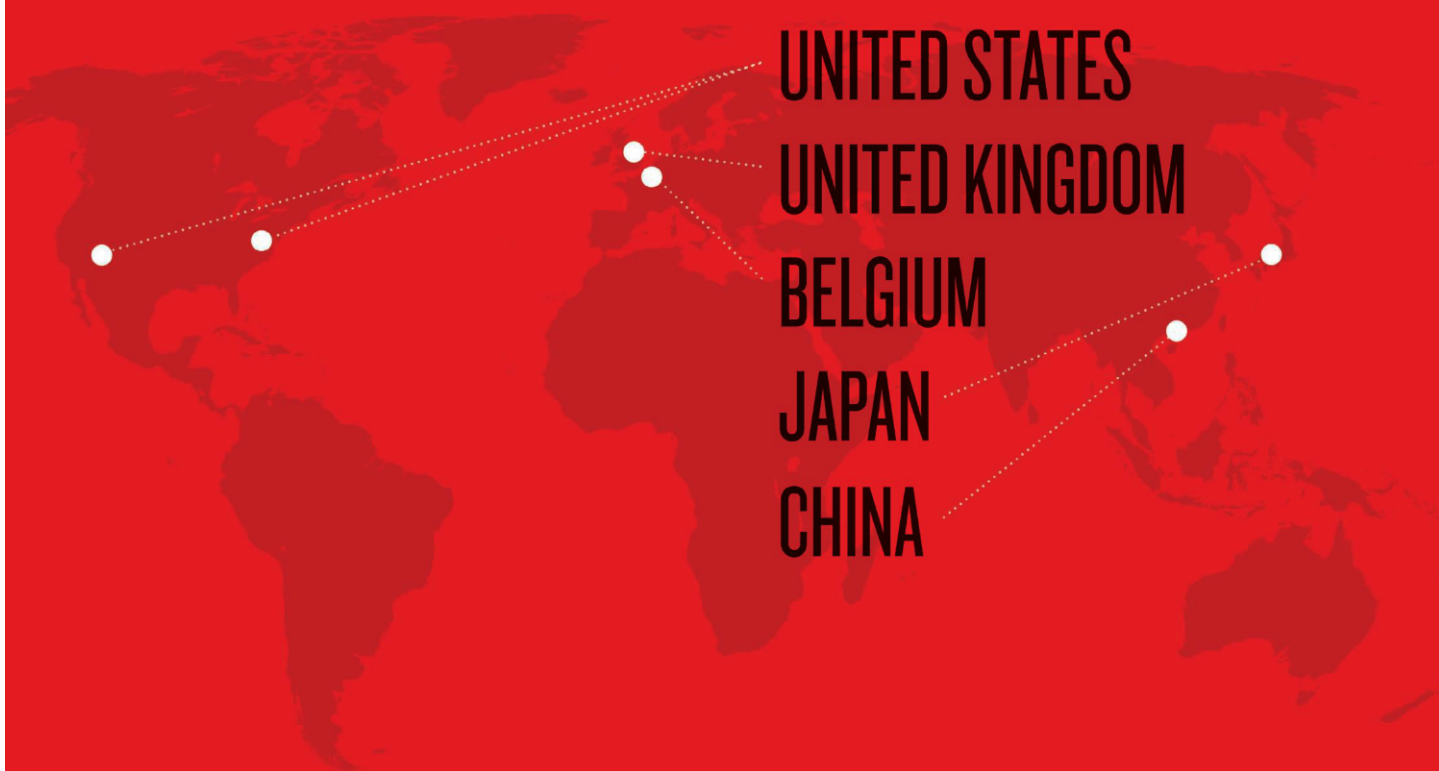 UNITED STATES
UNITED KINGDOM
BELGIUM
JAPAN
CHINA